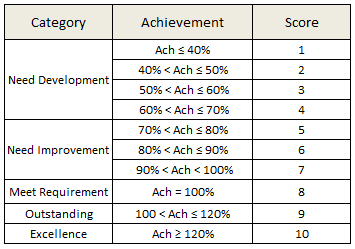 Category Achievement Score
Need Development
Ach ≤ 40% 1
40% < Ach ≤ 50% 2
50% < Ach ≤ 60% 3
60% < Ach ≤ 70% 4
Need Improvement
70% < Ach ≤ 80% 5
80% < Ach ≤ 90% 6
90% < Ach < 100% 7
Meet Requirement Ach = 100% 8
Outstanding 100 < Ach ≤ 120% 9
Excellence Ach ≥ 120% 10